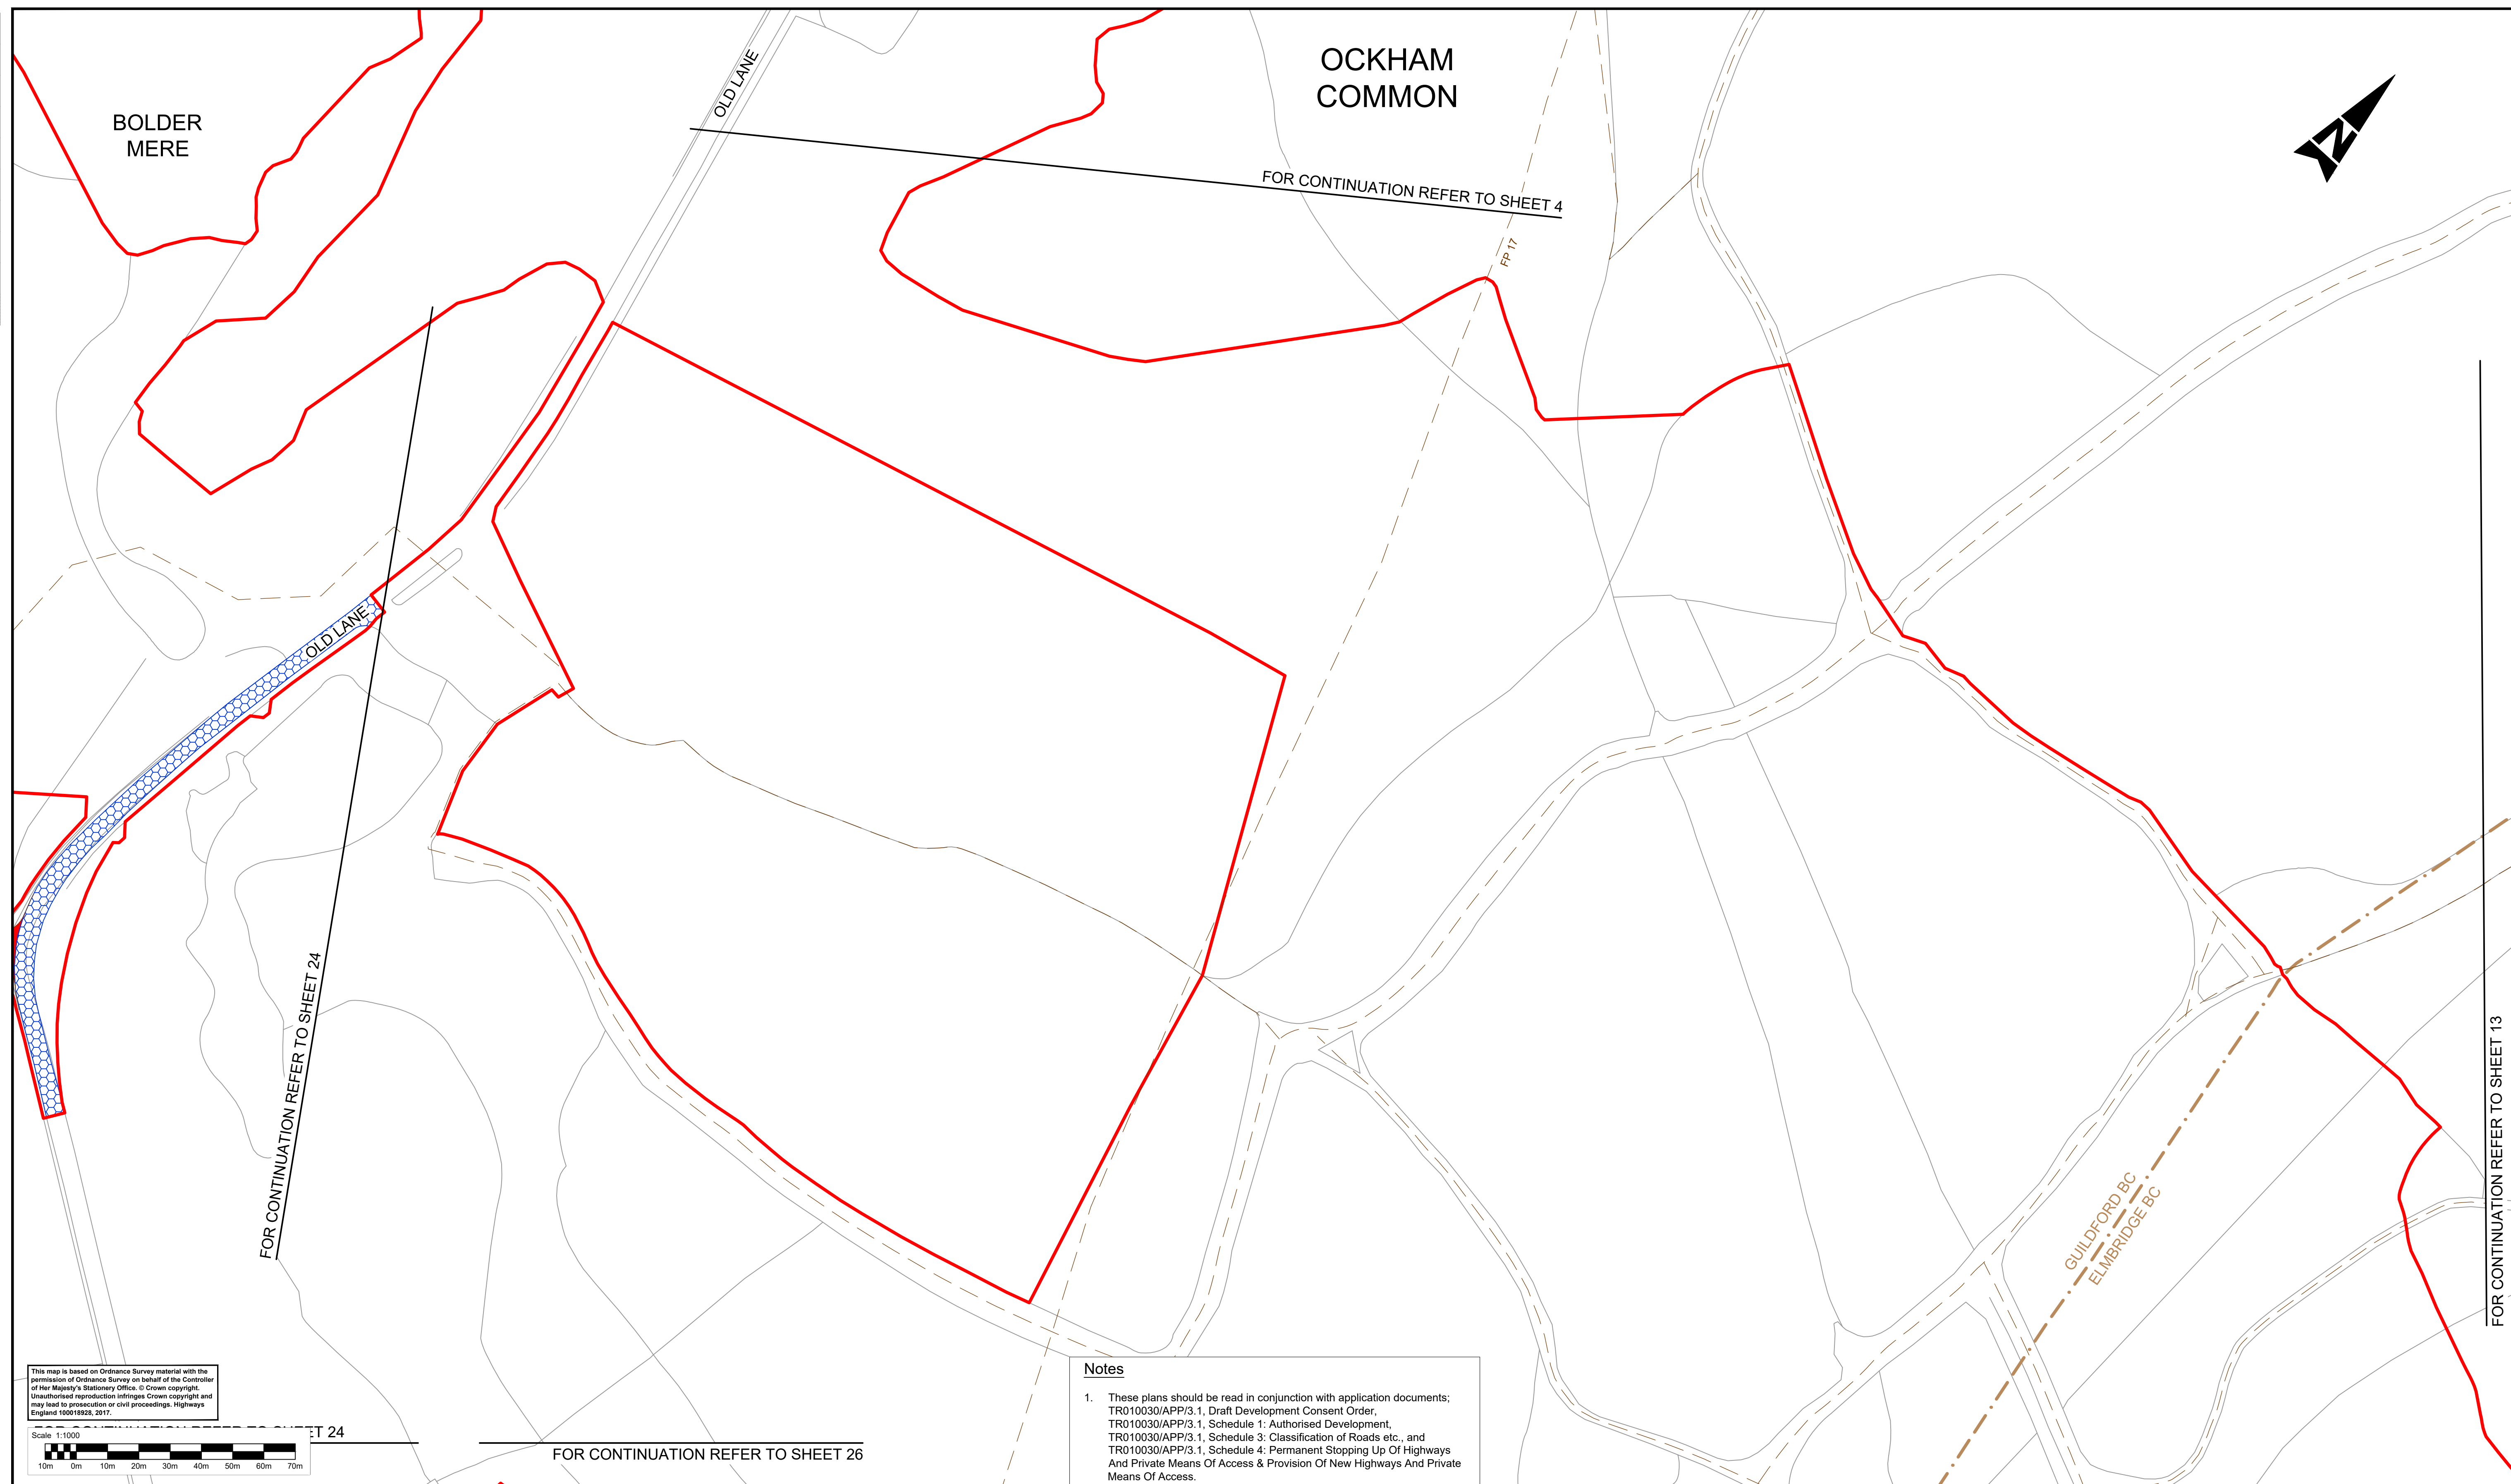 BOLDER
MERE
OLD LANE
OCKHAM
COMMON
N
FOR CONTINUATION REFER TO SHEET 4
FP 17
OLD LANE
FOR CONTINUATION REFER TO SHEET 24
GUILDFORD BC
ELMBRIDGE BC
FOR CONTINUATION REFER TO SHEET 13
This map is based on Ordnance Survey material with the
permission of Ordnance Survey on behalf of the Controller
of Her Majesty's Stationery Office. © Crown copyright.
Unauthorised reproduction infringes Crown copyright and
may lead to prosecution or civil proceedings. Highways
England 100018928, 2017.
FOR CONTINUATION REFER TO SHEET 24
Scale 1:1000
10m 0m 10m 20m 30m 40m 50m 60m 70m
FOR CONTINUATION REFER TO SHEET 26
Notes
1. These plans should be read in conjunction with application documents;
TR010030/APP/3.1, Draft Development Consent Order,
TR010030/APP/3.1, Schedule 1: Authorised Development,
TR010030/APP/3.1, Schedule 3: Classification of Roads etc., and
TR010030/APP/3.1, Schedule 4: Permanent Stopping Up Of Highways
And Private Means Of Access & Provision Of New Highways And Private
Means Of Access.